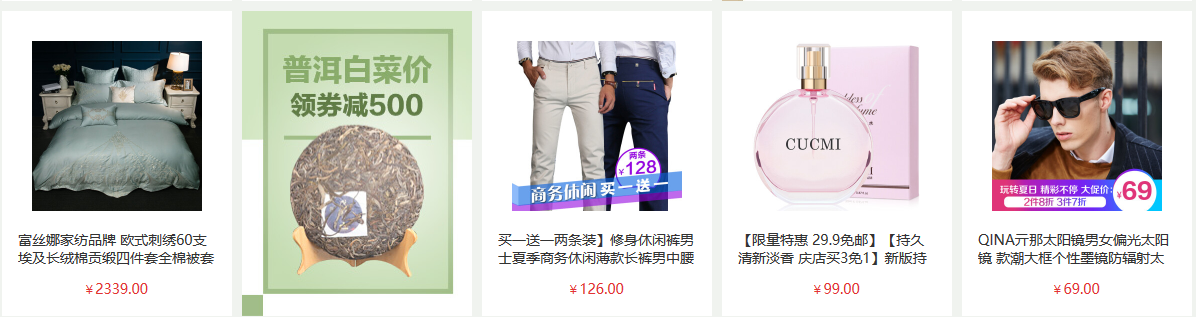 普洱白菜价
领券减500
两条
¥128
商务休闲 买一送一
CUCMI
玩转夏日 精彩不停 大促价:
¥69
2件8折 3件7折
富丝娜家纺品牌 欧式刺绣60支
埃及长绒棉贡缎四件套全棉被套
￥2339.00
买一送一两条装】修身休闲裤男
士夏季商务休闲薄款长裤男中腰
￥126.00
【限量特惠 29.9免邮】【持久
清新淡香 庆店买3免1】新版持
￥99.00
QINA亓那太阳镜男女偏光太阳
镜 款潮大框个性墨镜防辐射太
￥69.00